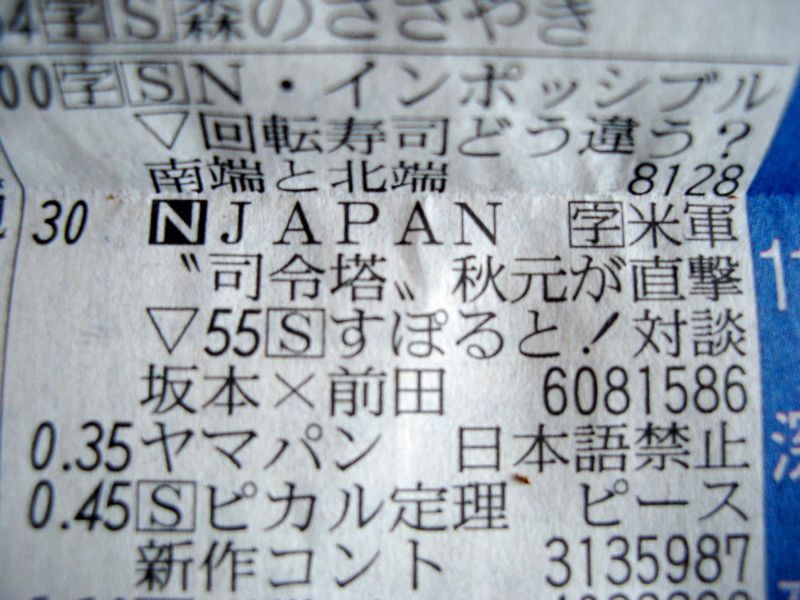 字S森のささやき
00字SN・インポッシブル
▽回転寿司どう違う?
南端と北端 8128
30 NJAPAN 字米軍
〝司令塔〟秋元が直撃
▽55Sすぽると!対談
坂本×前田 6081586
0.35ヤマパン 日本語禁止
0.45Sピカル定理 ピース
新作コント 3135987